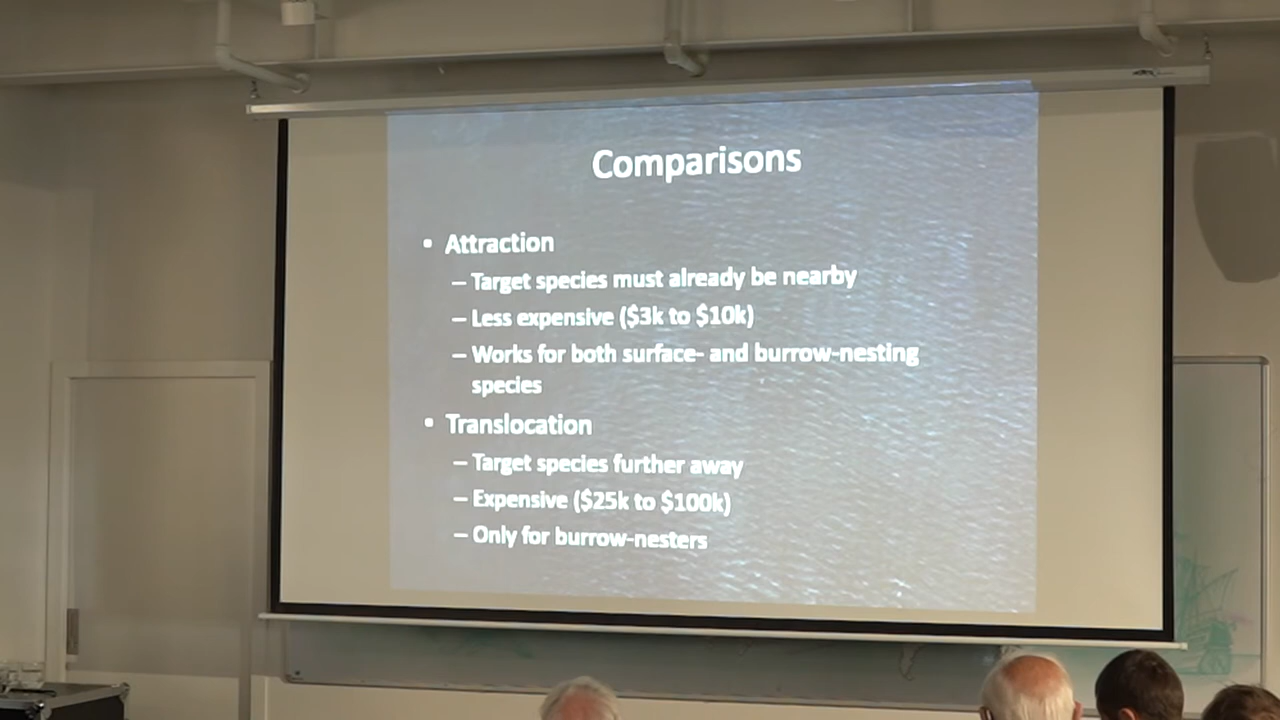 Comparisons
• Attraction
– Target species must already be nearby
– Less expensive ($3k to $10k)
– Works for both surface- and burrow-nesting
species
• Translocation
– Target species further away
– Expensive ($25k to $100k)
– Only for burrow-nesters